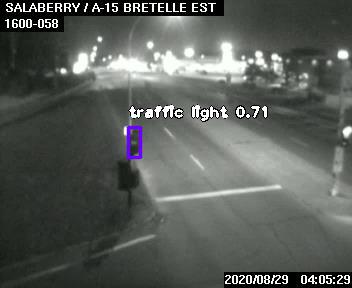 SALABERRY / A-15 BRETELLE EST
1600-058
traffic light 0.71
2020/08/29 04:05:29